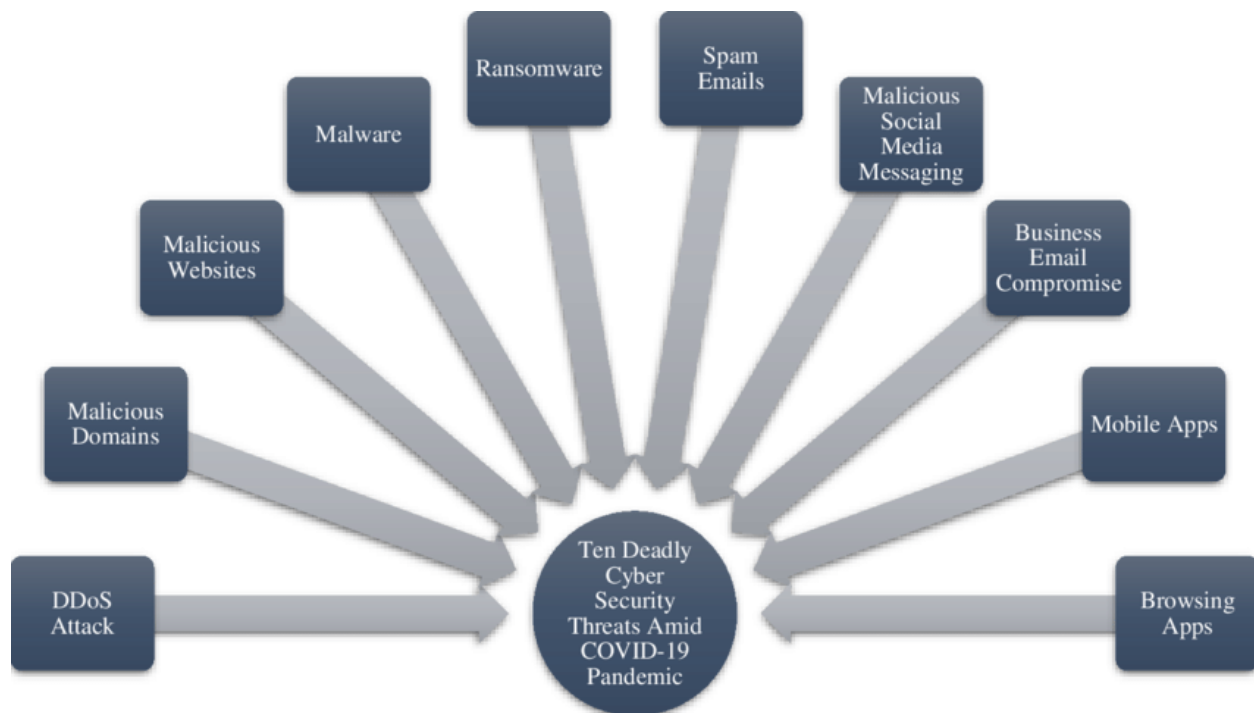 Ransomware
Spam
Emails
Malware
Malicious
Social
Media
Messaging
Malicious
Websites
Business
Email
Compromise
Malicious
Domains
Mobile Apps
DDoS
Attack
Ten Deadly
Cyber
Security
Threats Amid
COVID-19
Pandemic
Browsing
Apps